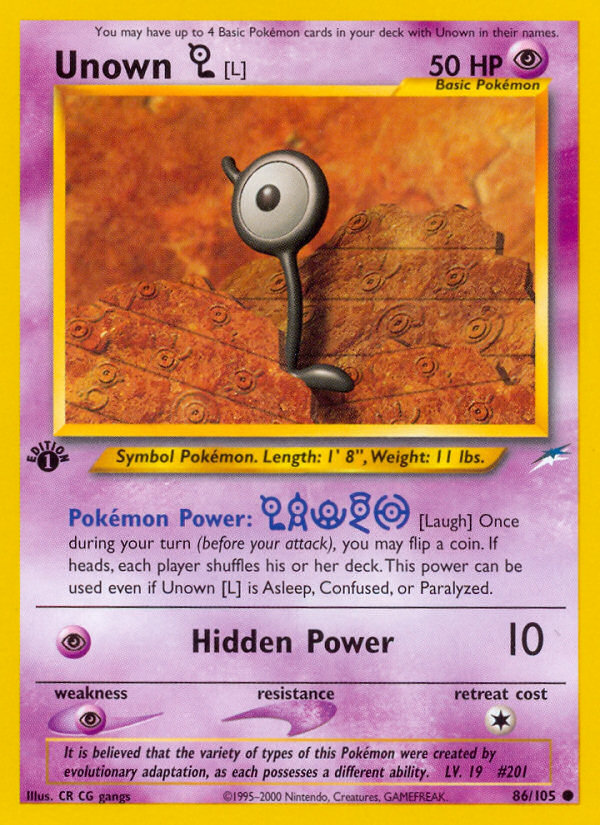 You may have up to 4 Basic Pokémon cards in your deck with Unown in their names.
Unown [L] 50 HP
Basic Pokémon
EDITION 1
Symbol Pokémon. Length: 1' 8", Weight: 11 lbs.
Pokémon Power: LAUGH [Laugh] Once
during your turn (before your attack), you may flip a coin. If
heads, each player shuffles his or her deck. This power can be
used even if Unown [L] is Asleep, Confused, or Paralyzed.
Hidden Power 10
weakness resistance retreat cost
It is believed that the variety of types of this Pokémon were created by
evolutionary adaptation, as each possesses a different ability. LV. 19 #201
Illus. CR CG gangs ©1995-2000 Nintendo, Creatures, GAMEFREAK. 86/105